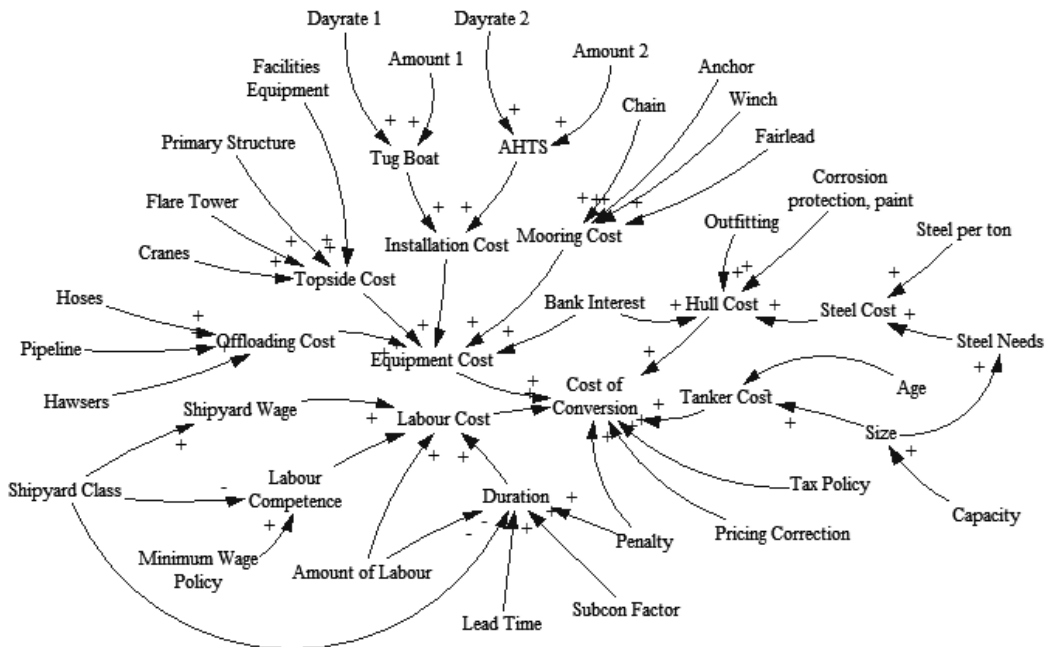 Dayrate 1
Dayrate 2
Amount 1
Amount 2
Facilities
Equipment
Anchor
Winch
Chain
Primary Structure
Tug Boat
AHTS
Fairlead
Corrosion
protection, paint
Flare Tower
Outfitting
Installation Cost
Mooring Cost
Steel per ton
Cranes
Topside Cost
Hoses
Bank Interest
Hull Cost
Steel Cost
Pipeline
Offloading Cost
Equipment Cost
Steel Needs
Hawsers
Cost of
Conversion
Tanker Cost
Age
Shipyard Wage
Labour Cost
Size
Shipyard Class
Labour
Competence
Duration
Tax Policy
Capacity
Pricing Correction
Penalty
Minimum Wage
Policy
Amount of Labour
Subcon Factor
Lead Time